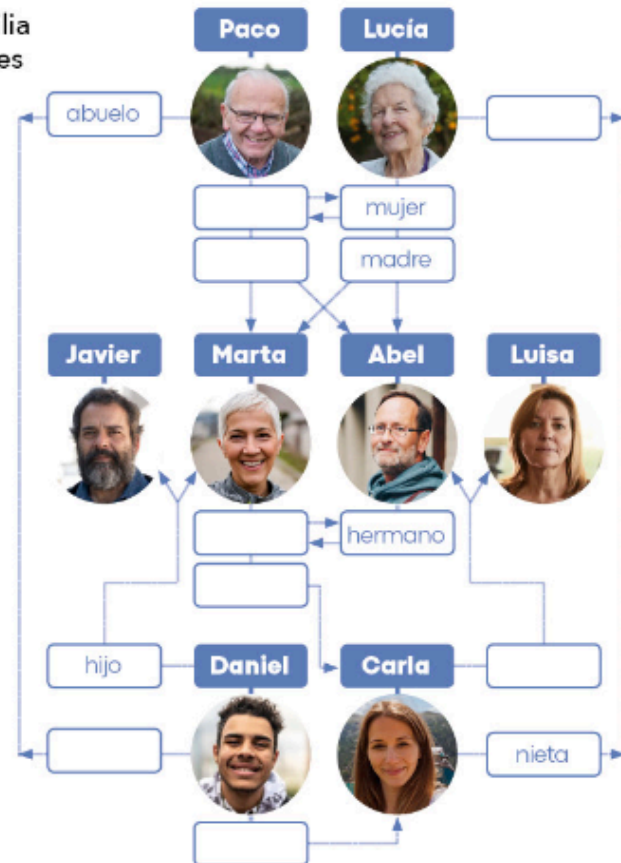 lia
es
Paco
Lucía
abuelo
mujer
madre
Javier
Marta
Abel
Luisa
hermano
hijo
Daniel
Carla
nieta